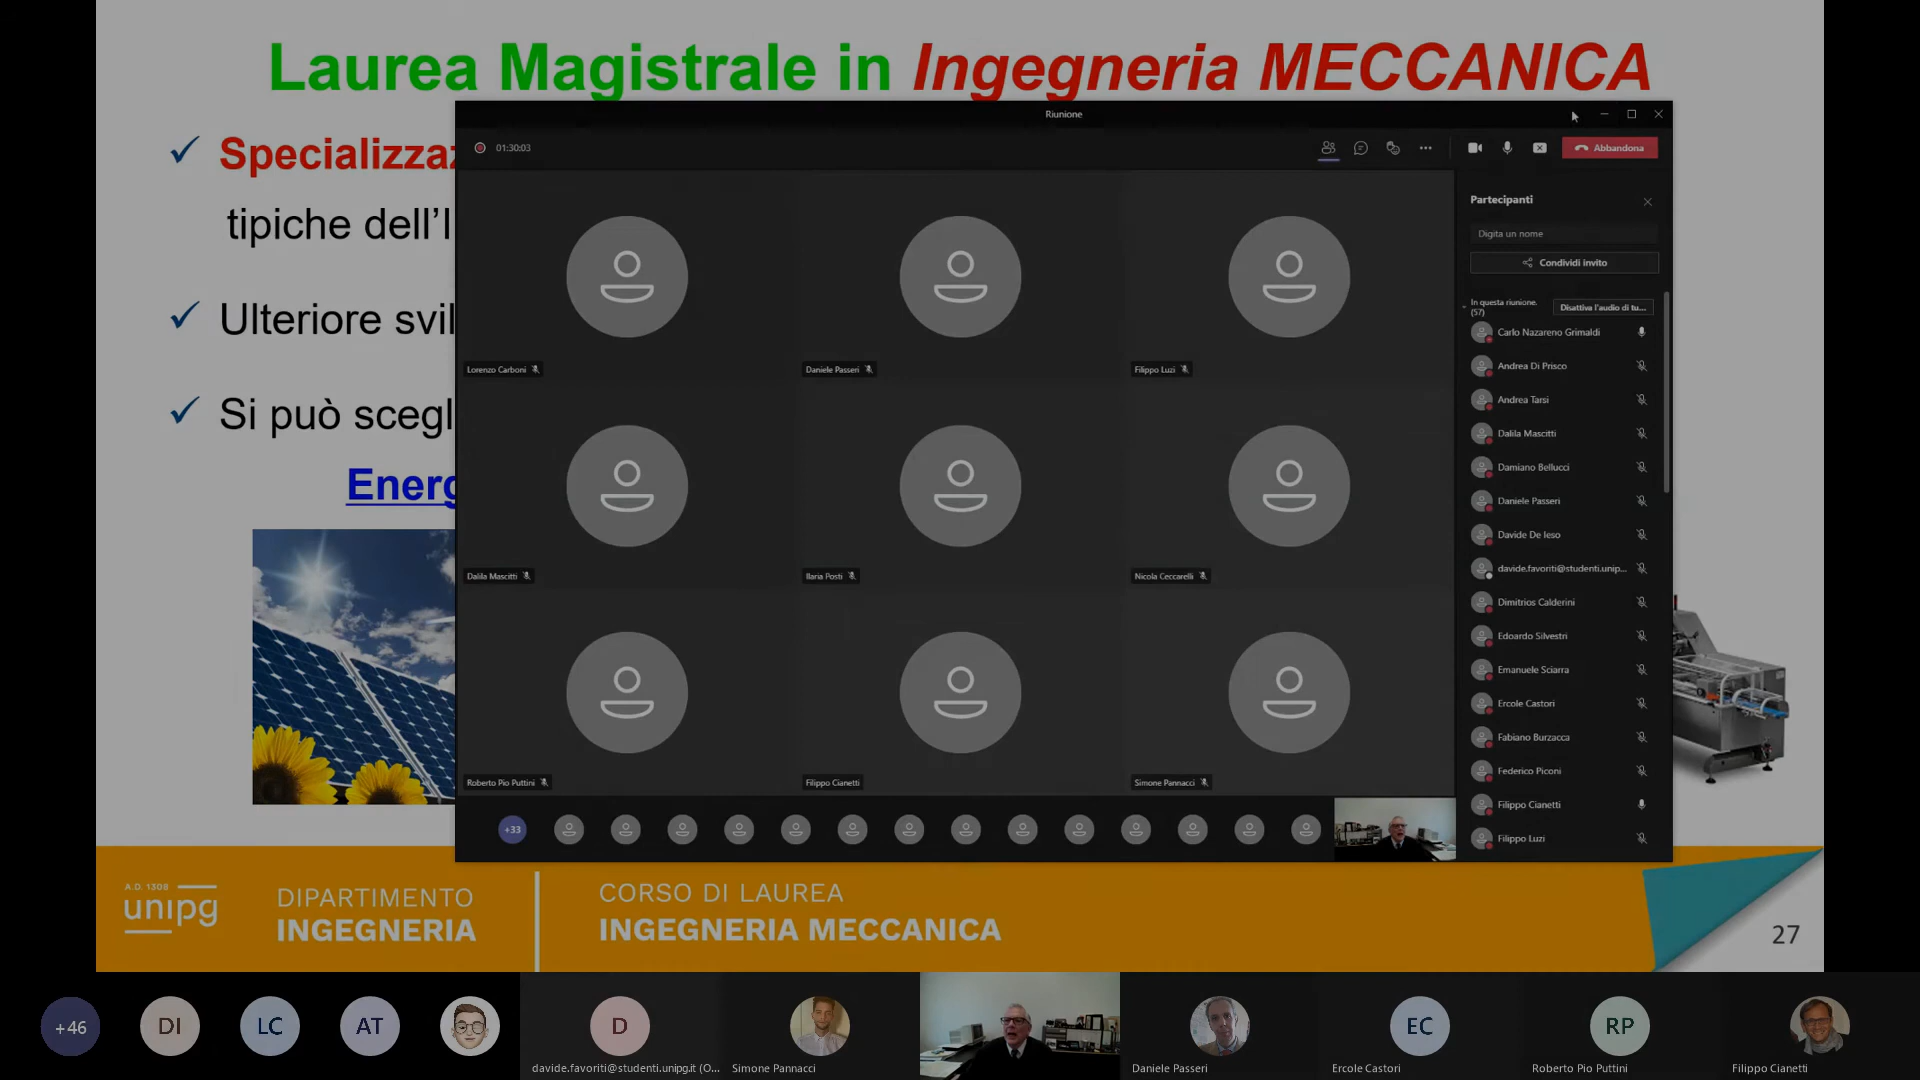 Laurea Magistrale in Ingegneria MECCANICA
Riunione
01:30:03
Abbandona
✓ Specializzaz
tipiche dell'I
✓ Ulteriore svil
✓ Si può scegl
Energ
Lorenzo Carboni
Daniele Passeri
Filippo Luzi
Dalila Mascitti
Ilaria Posti
Nicola Ceccarelli
Roberto Pio Puttini
Filippo Cianetti
Simone Pannacci
+33
Partecipanti
Digita un nome
Condividi invito
In questa riunione. (57)
Disattiva l'audio di tu...
Carlo Nazareno Grimaldi
Andrea Di Prisco
Andrea Tarsi
Dalila Mascitti
Damiano Bellucci
Daniele Passeri
Davide De Ieso
davide.favoriti@studenti.unip...
Dimitrios Calderini
Edoardo Silvestri
Emanuele Sciarra
Ercole Castori
Fabiano Burzacca
Federico Piconi
Filippo Cianetti
Filippo Luzi
A.D. 1308
unipg
DIPARTIMENTO
INGEGNERIA
CORSO DI LAUREA
INGEGNERIA MECCANICA
27
+46
DI
LC
AT
D
EC
RP
davide.favoriti@studenti.unipg.it (O...
Simone Pannacci
Daniele Passeri
Ercole Castori
Roberto Pio Puttini
Filippo Cianetti